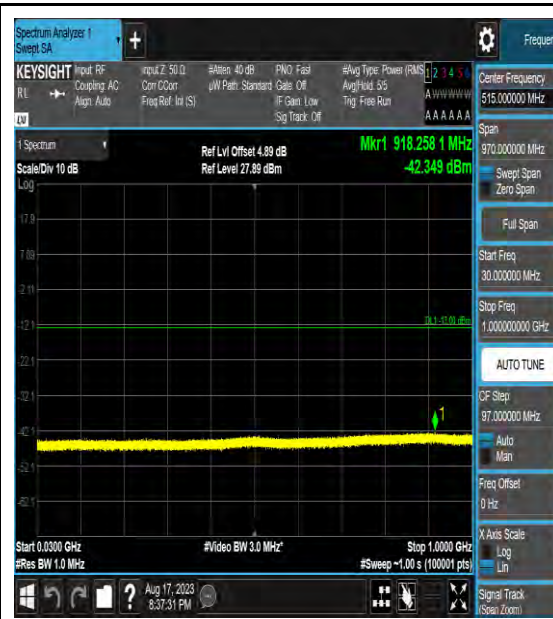 Spectrum Analyzer 1
Swept SA
+
Frequen
KEYSIGHT Input: RF
Coupling: AC
Align: Auto
Input Z: 50 Ω
Corr CCorr
Freq Ref: Int (S)
#Atten: 40 dB
µW Path: Standard
PNO: Fast
Gate: Off
IF Gain: Low
Sig Track: Off
#Avg Type: Power (RMS
Avg|Hold: 5/5
Trig: Free Run
1 2 3 4 5 6
A W W W W W
A A A A A A
RL
LV
Center Frequency
515.000000 MHz
Span
970.000000 MHz
Swept Span
Zero Span
Full Span
Start Freq
30.000000 MHz
Stop Freq
1.000000000 GHz
AUTO TUNE
CF Step
97.000000 MHz
Auto
Man
Freq Offset
0 Hz
X Axis Scale
Log
Lin
Signal Track
(Span Zoom)
1 Spectrum
Scale/Div 10 dB
Log
Ref Lvl Offset 4.89 dB
Ref Level 27.89 dBm
Mkr1 918.258 1 MHz
-42.349 dBm
17.9
7.89
-2.11
-12.1
-22.1
-32.1
-42.1
-52.1
-62.1
DL1 -13.00 dBm
1
Start 0.0300 GHz
#Res BW 1.0 MHz
#Video BW 3.0 MHz*
Stop 1.0000 GHz
#Sweep ~1.00 s (100001 pts)
?
Aug 17, 2023
8:37:31 PM